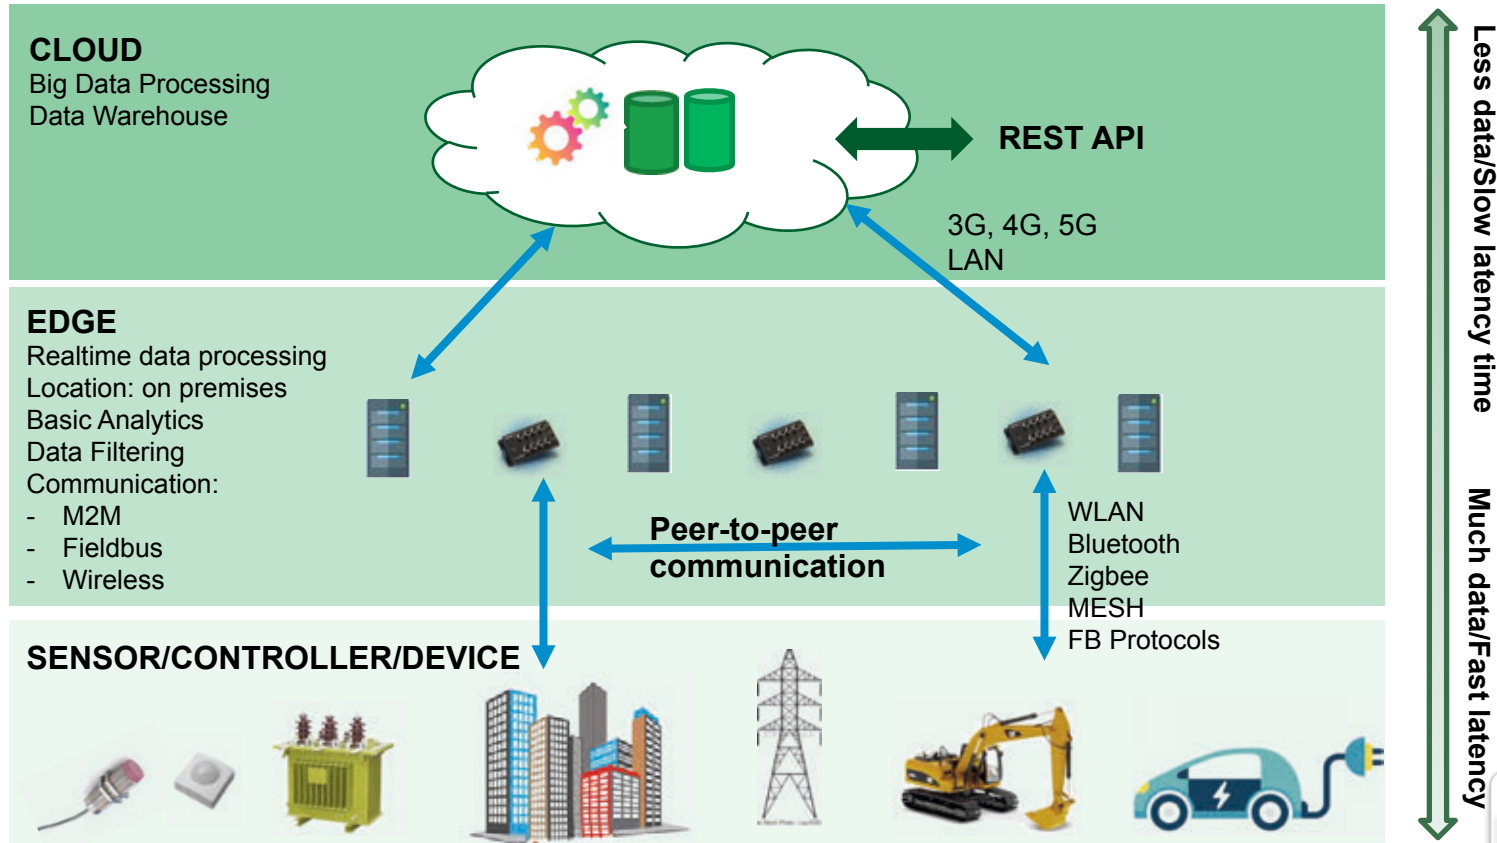 CLOUD
Big Data Processing
Data Warehouse
REST API
3G, 4G, 5G
LAN
EDGE
Realtime data processing
Location: on premises
Basic Analytics
Data Filtering
Communication:
- M2M
- Fieldbus
- Wireless
Peer-to-peer
communication
WLAN
Bluetooth
Zigbee
MESH
FB Protocols
SENSOR/CONTROLLER/DEVICE
Less data/Slow latency time
Much data/Fast latency